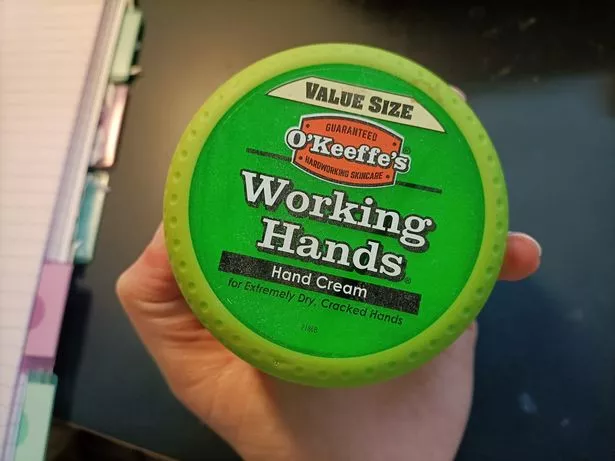 VALUE SIZE
GUARANTEED
O'Keeffe's®
HARDWORKING SKINCARE
Working
Hands®
Hand Cream
for Extremely Dry, Cracked Hands